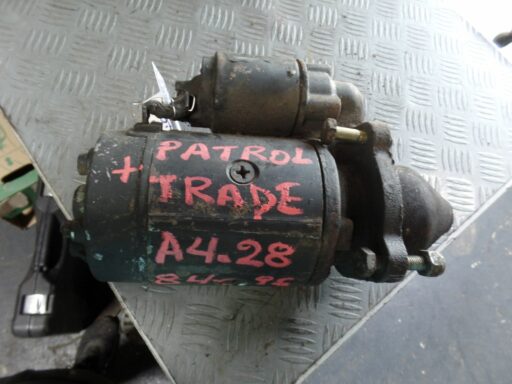 PATROL
+ TRADE
A4.28